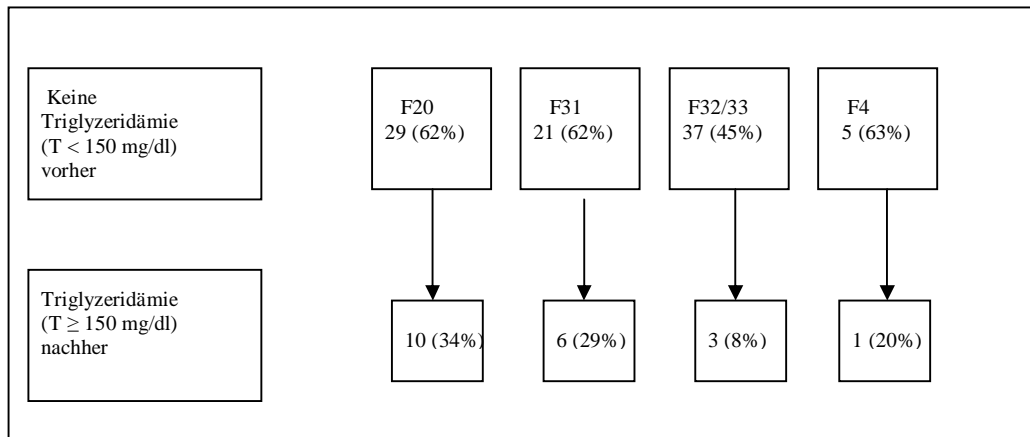 Keine
Triglyzeridämie
(T < 150 mg/dl)
vorher
F20
29 (62%)
F31
21 (62%)
F32/33
37 (45%)
F4
5 (63%)
Triglyzeridämie
(T ≥ 150 mg/dl)
nachher
10 (34%)
6 (29%)
3 (8%)
1 (20%)